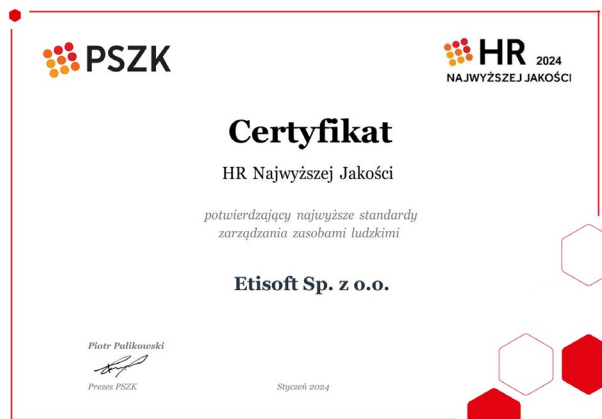 PSZK
HR 2024
NAJWYŻSZEJ JAKOŚCI
Certyfikat
HR Najwyższej Jakości
potwierdzający najwyższe standardy
zarządzania zasobami ludzkimi
Etisoft Sp. z o.o.
Piotr Palikowski
Prezes PSZK
Styczeń 2024